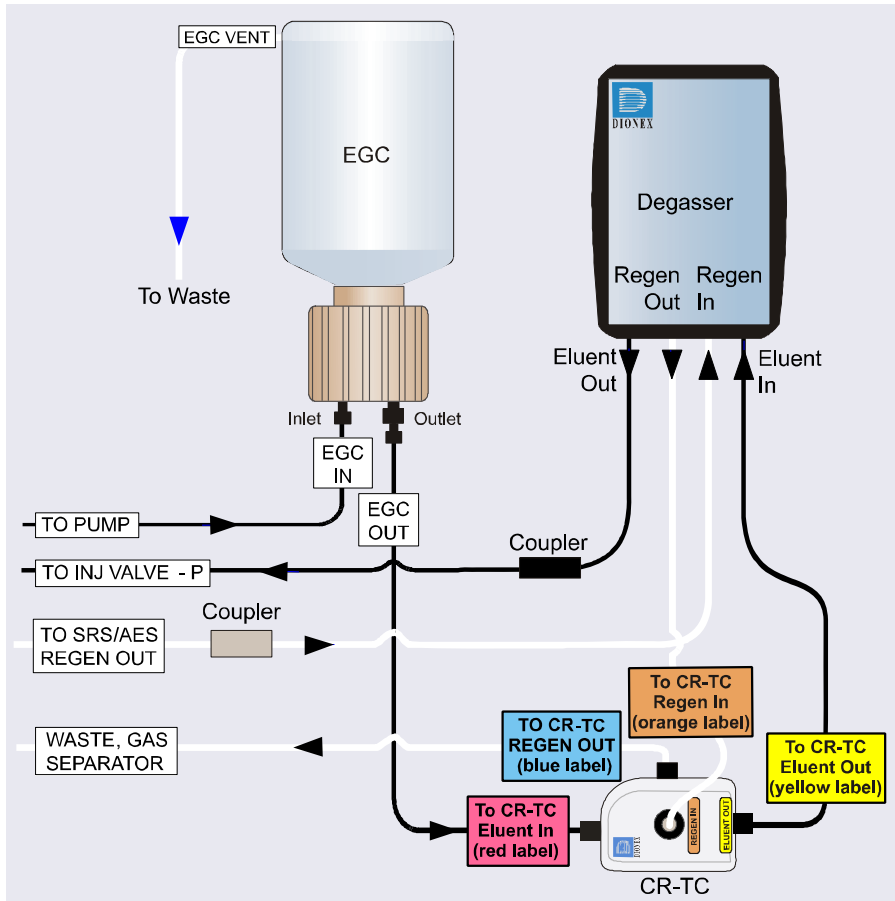 EGC VENT
EGC
To Waste
DIONEX
Degasser
Regen Out
Regen In
Eluent Out
Eluent In
Inlet
Outlet
EGC
IN
EGC
OUT
TO PUMP
Coupler
TO INJ VALVE - P
Coupler
TO SRS/AES
REGEN OUT
To CR-TC
Regen In
(orange label)
TO CR-TC
REGEN OUT
(blue label)
WASTE, GAS
SEPARATOR
To CR-TC
Eluent Out
(yellow label)
To CR-TC
Eluent In
(red label)
REGEN IN
ELUENT OUT
DIONEX
CR-TC